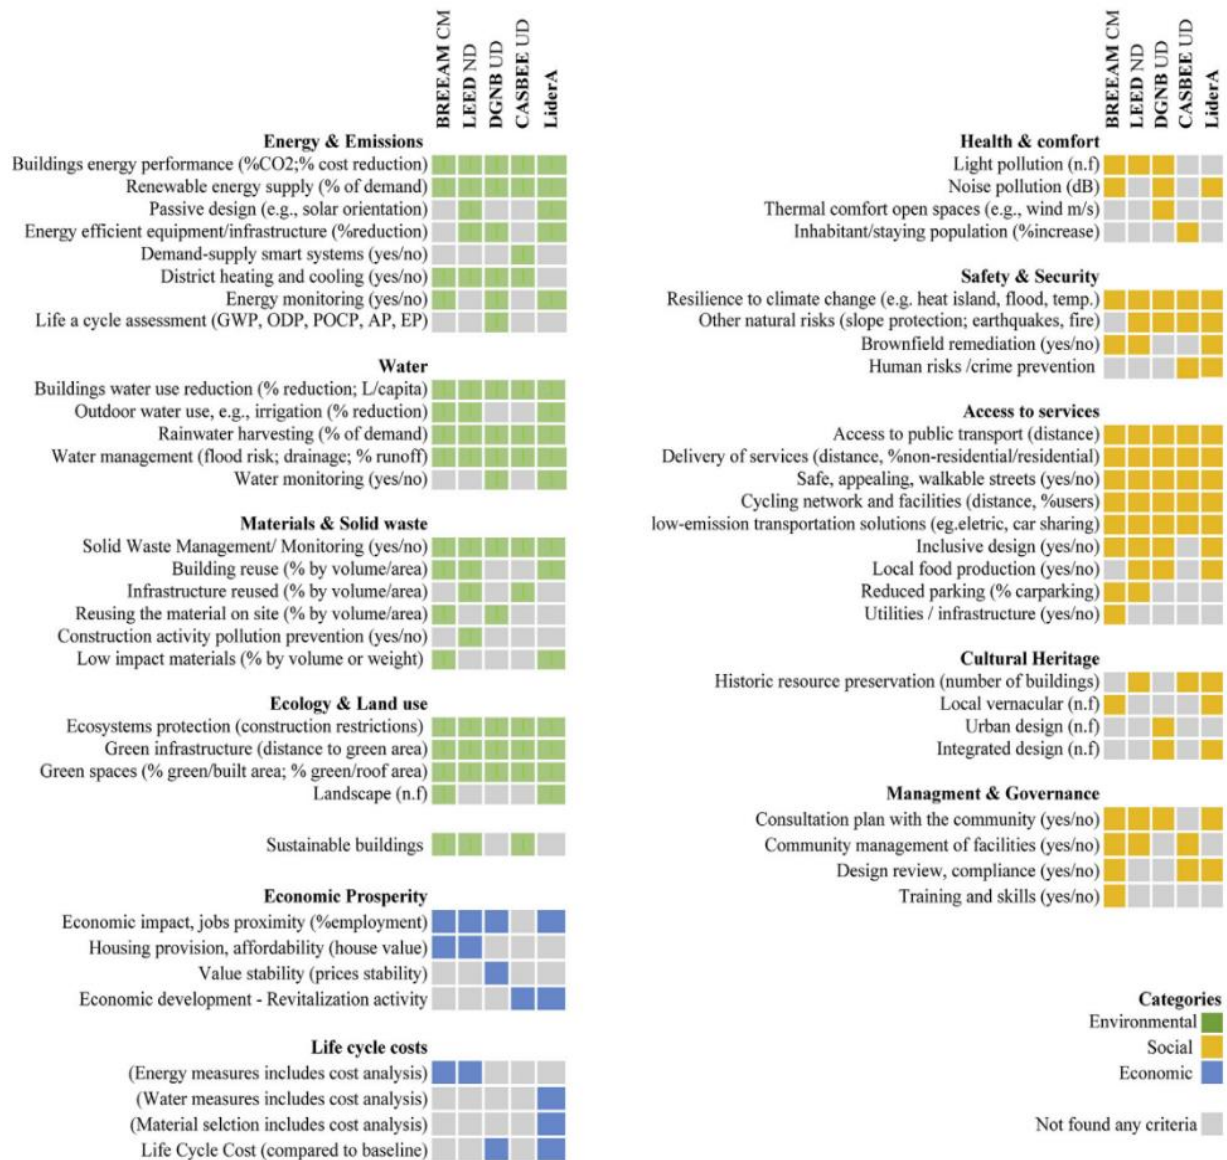 BREEAM CM
LEED ND
DGNB UD
CASBEE UD
LiderA
Energy & Emissions
Buildings energy performance (%CO2;% cost reduction)
Renewable energy supply (% of demand)
Passive design (e.g., solar orientation)
Energy efficient equipment/infrastructure (%reduction)
Demand-supply smart systems (yes/no)
District heating and cooling (yes/no)
Energy monitoring (yes/no)
Life a cycle assessment (GWP, ODP, POCP, AP, EP)
Water
Buildings water use reduction (% reduction; L/capita)
Outdoor water use, e.g., irrigation (% reduction)
Rainwater harvesting (% of demand)
Water management (flood risk; drainage; % runoff)
Water monitoring (yes/no)
Materials & Solid waste
Solid Waste Management/ Monitoring (yes/no)
Building reuse (% by volume/area)
Infrastructure reused (% by volume/area)
Reusing the material on site (% by volume/area)
Construction activity pollution prevention (yes/no)
Low impact materials (% by volume or weight)
Ecology & Land use
Ecosystems protection (construction restrictions)
Green infrastructure (distance to green area)
Green spaces (% green/built area; % green/roof area)
Landscape (n.f)
Sustainable buildings
Economic Prosperity
Economic impact, jobs proximity (%employment)
Housing provision, affordability (house value)
Value stability (prices stability)
Economic development - Revitalization activity
Life cycle costs
(Energy measures includes cost analysis)
(Water measures includes cost analysis)
(Material selction includes cost analysis)
Life Cycle Cost (compared to baseline)
BREEAM CM
LEED ND
DGNB UD
CASBEE UD
LiderA
Health & comfort
Light pollution (n.f)
Noise pollution (dB)
Thermal comfort open spaces (e.g., wind m/s)
Inhabitant/staying population (%increase)
Safety & Security
Resilience to climate change (e.g. heat island, flood, temp.)
Other natural risks (slope protection; earthquakes, fire)
Brownfield remediation (yes/no)
Human risks /crime prevention
Access to services
Access to public transport (distance)
Delivery of services (distance, %non-residential/residential)
Safe, appealing, walkable streets (yes/no)
Cycling network and facilities (distance, %users)
low-emission transportation solutions (eg.eletric, car sharing)
Inclusive design (yes/no)
Local food production (yes/no)
Reduced parking (% carparking)
Utilities / infrastructure (yes/no)
Cultural Heritage
Historic resource preservation (number of buildings)
Local vernacular (n.f)
Urban design (n.f)
Integrated design (n.f)
Managment & Governance
Consultation plan with the community (yes/no)
Community management of facilities (yes/no)
Design review, compliance (yes/no)
Training and skills (yes/no)
Categories
Environmental
Social
Economic
Not found any criteria